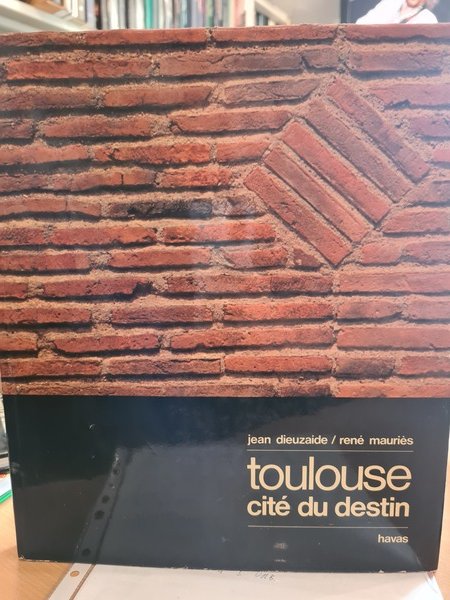 jean dieuzaide / rené mauriès
toulouse
cité du destin
havas